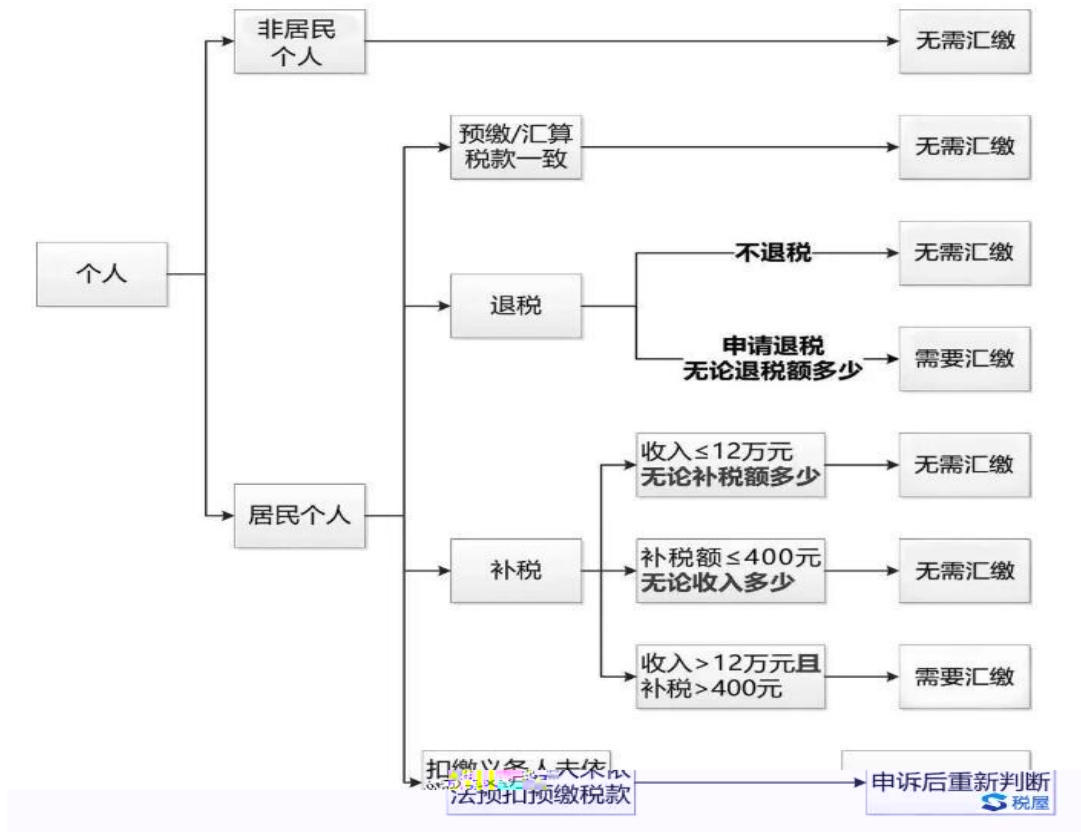 非居民
个人
无需汇缴
预缴/汇算
税款一致
无需汇缴
个人
退税
不退税
无需汇缴
申请退税
无论退税额多少
需要汇缴
居民个人
补税
收入≤12万元
无论补税额多少
无需汇缴
补税额≤400元
无论收入多少
无需汇缴
收入>12万元且
补税>400元
需要汇缴
扣缴义务人未依
法预扣预缴税款
申诉后重新判断
税屋